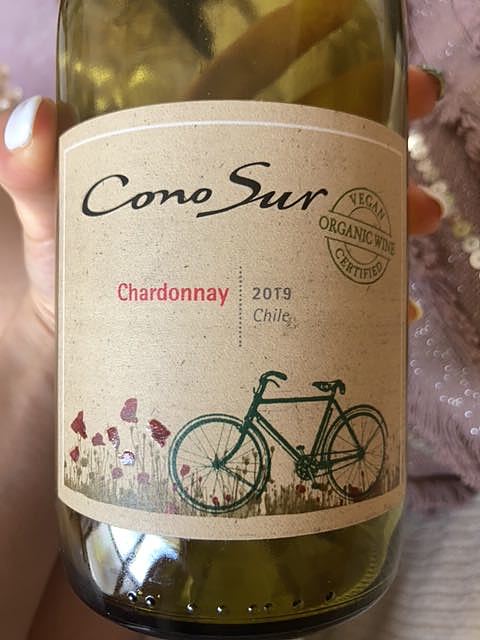 Cono Sur
VEGAN
ORGANIC WINE
CERTIFIED
Chardonnay
2019
Chile